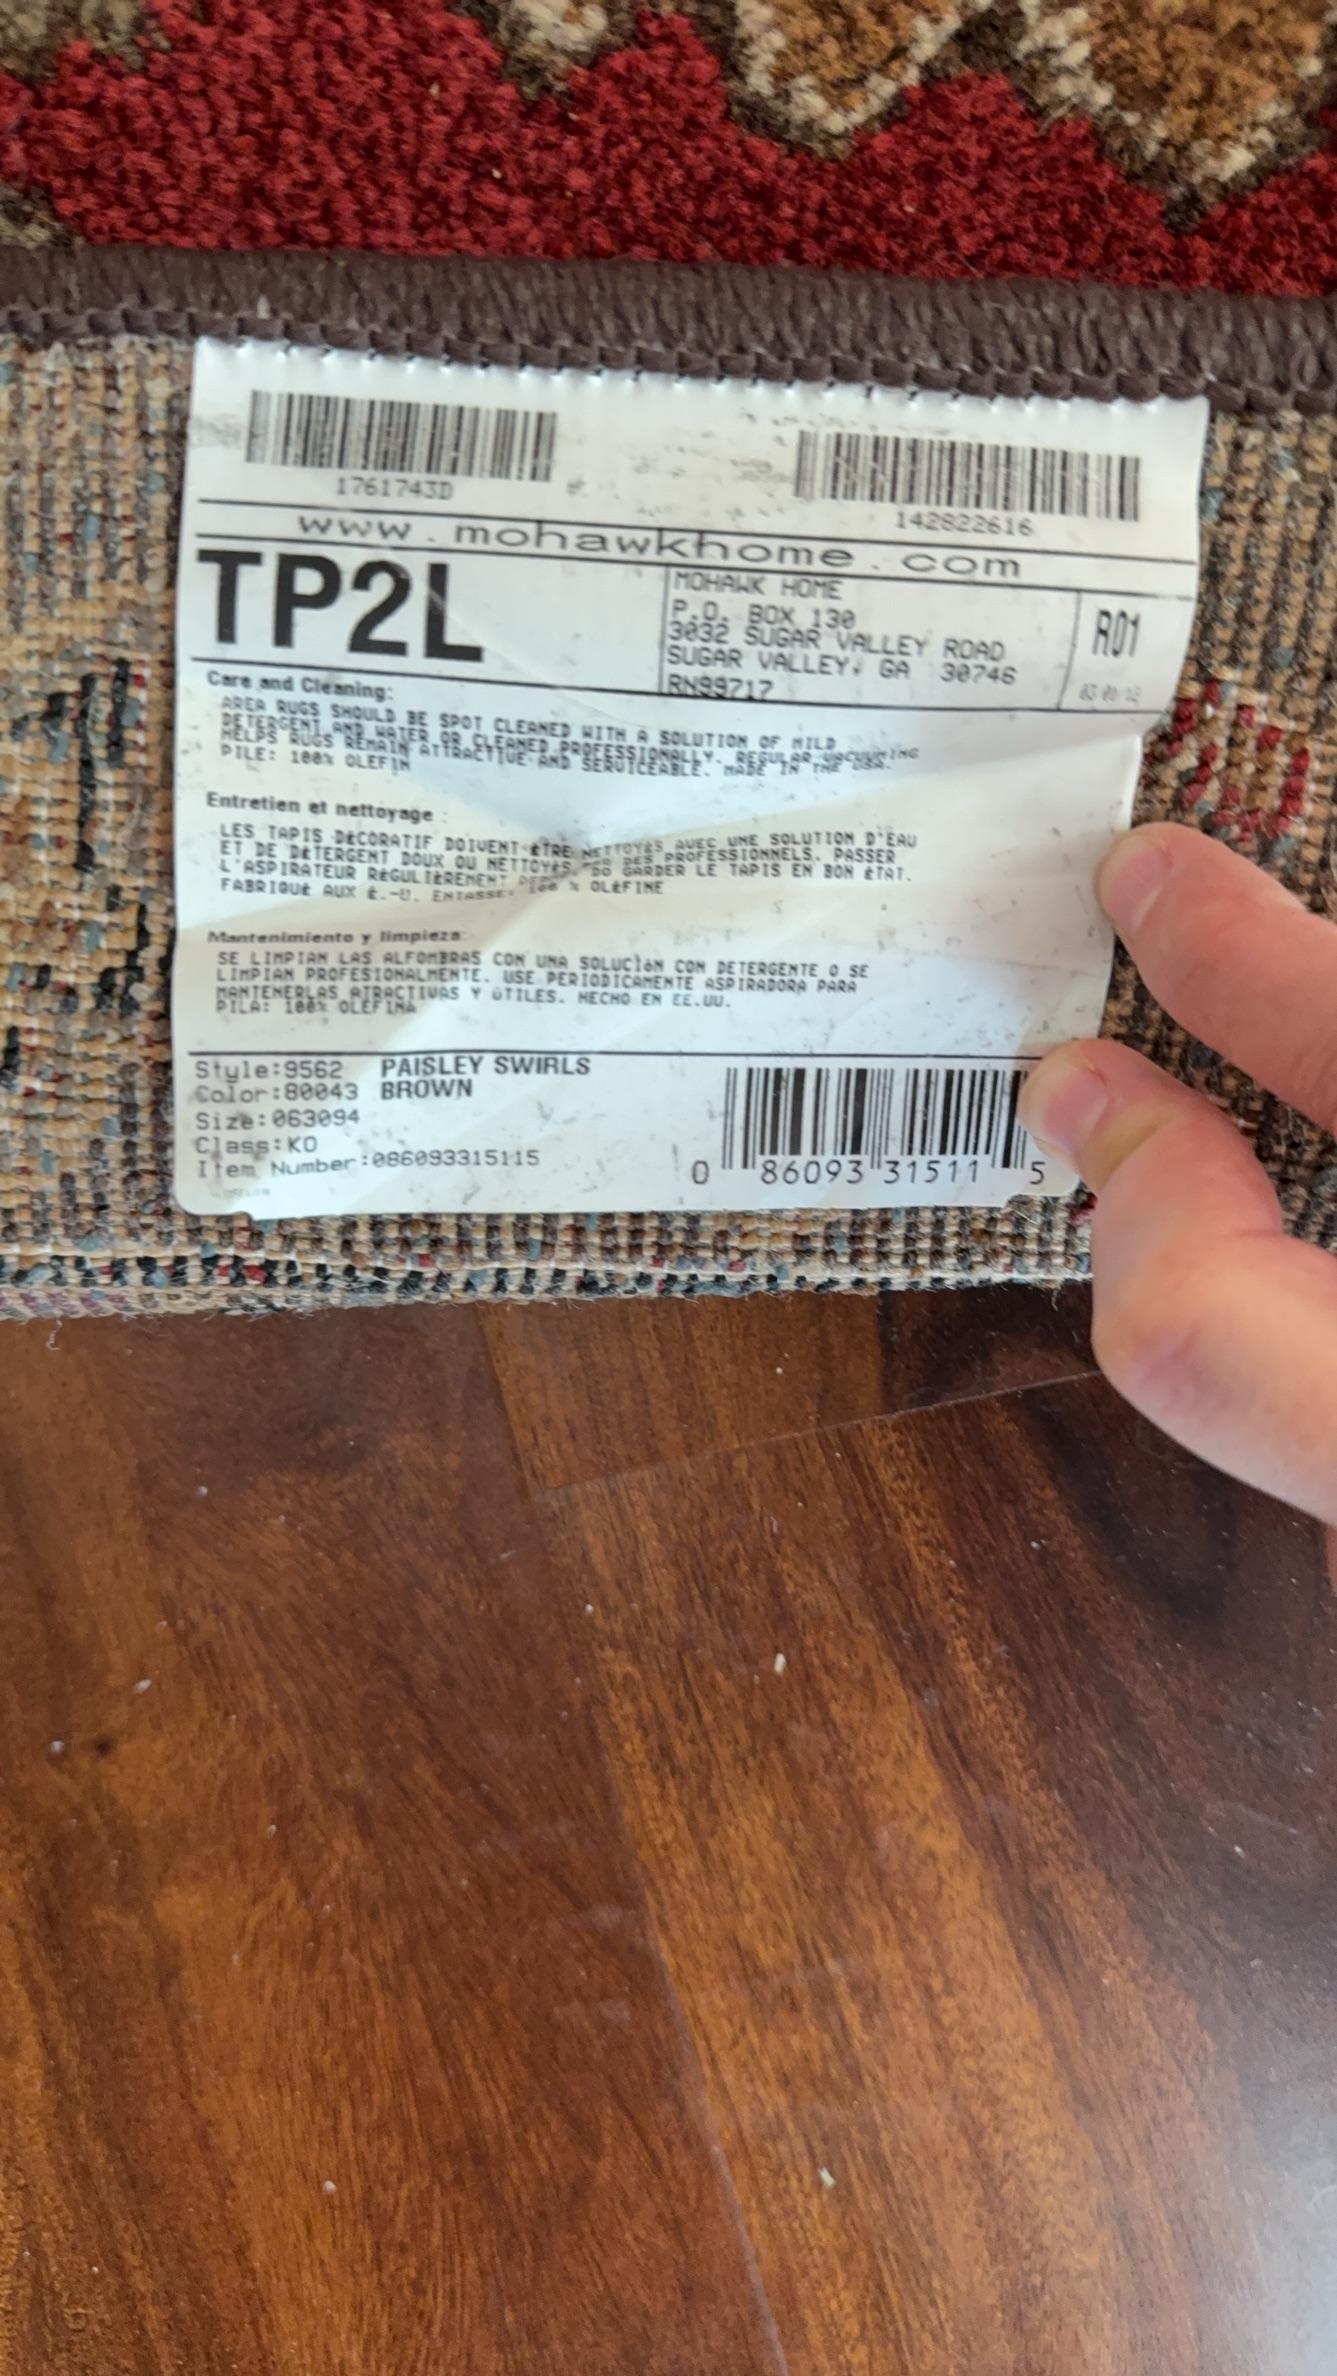 1761743D
142822616
www.mohawkhome.com
TP2L
MOHAWK HOME
P.O. BOX 130
3032 SUGAR VALLEY ROAD
SUGAR VALLEY, GA 30746
RN99717
R01
Care and Cleaning:
AREA RUGS SHOULD BE SPOT CLEANED WITH A SOLUTION OF MILD
DETERGENT AND WATER OR CLEANED PROFESSIONALLY. REGULAR VACUUMING
HELPS RUGS REMAIN ATTRACTIVE AND SERVICEABLE. MADE IN THE USA.
PILE: 100% OLEFIN
Entretien et nettoyage :
LES TAPIS DÉCORATIF DOIVENT ÊTRE NETTOYÉS AVEC UNE SOLUTION D'EAU
ET DE DÉTERGENT DOUX OU NETTOYÉS PAR DES PROFESSIONNELS. PASSER
L'ASPIRATEUR RÉGULIÈREMENT GARDER LE TAPIS EN BON ÉTAT.
FABRIQUÉ AUX É.-U. ENTASSE: 100 % OLÉFINE
Mantenimiento y limpieza:
SE LIMPIAN LAS ALFOMBRAS CON UNA SOLUCIÓN CON DETERGENTE O SE
LIMPIAN PROFESIONALMENTE. USE PERIODICAMENTE ASPIRADORA PARA
MANTENERLAS ATRACTIVAS Y ÚTILES. HECHO EN EE.UU.
PILA: 100% OLEFINA
Style:9562 PAISLEY SWIRLS
Color:80043 BROWN
Size:063094
Class:KO
Item Number:086093315115
0 86093 31511 5